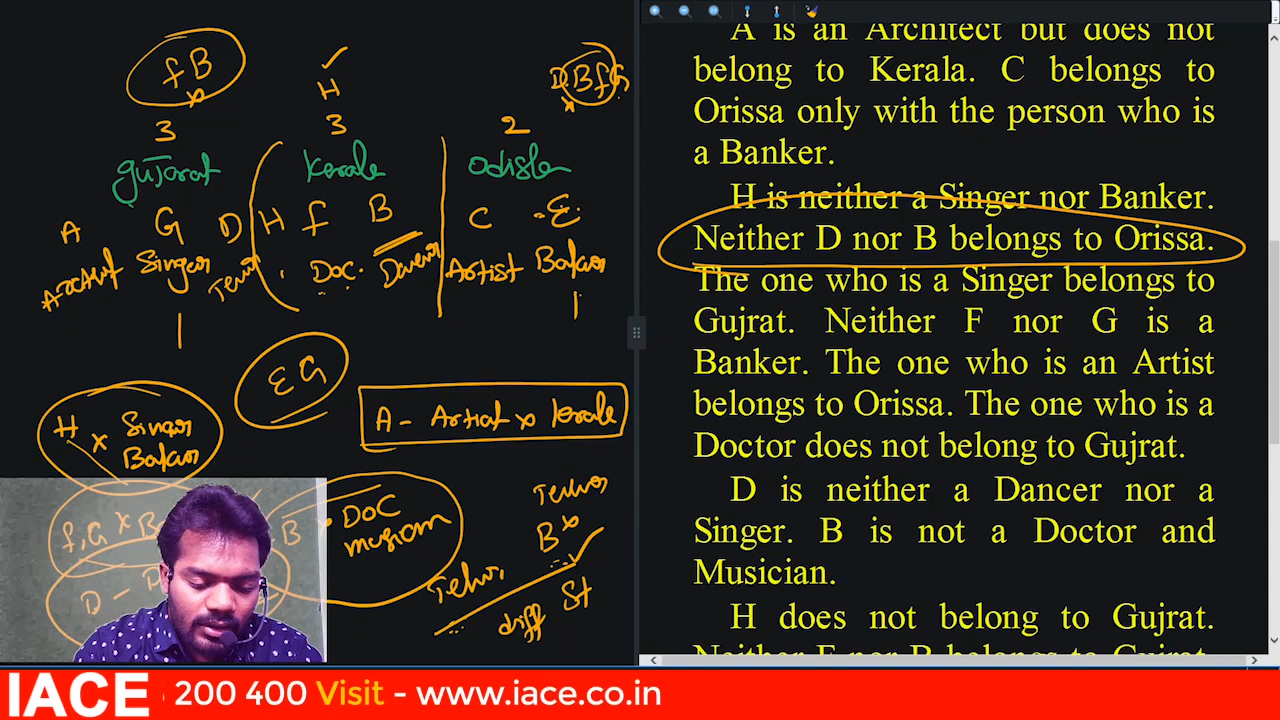 f B
x
3
Gujarat
A G D
Singer
H
3
Kerala
H f B
Doc.
Dancer
D B f G
x
2
Odisha
C E
Artist Banker
E G
H x Singer
Banker
A - Artist x Kerala
f, G x
D -
B
Doc
Musician
B x
diff St
A is an Architect but does not
belong to Kerala. C belongs to
Orissa only with the person who is
a Banker.
H is neither a Singer nor Banker.
Neither D nor B belongs to Orissa.
The one who is a Singer belongs to
Gujrat. Neither F nor G is a
Banker. The one who is an Artist
belongs to Orissa. The one who is a
Doctor does not belong to Gujrat.
D is neither a Dancer nor a
Singer. B is not a Doctor and
Musician.
H does not belong to Gujrat.
IACE 200 400 Visit - www.iace.co.in